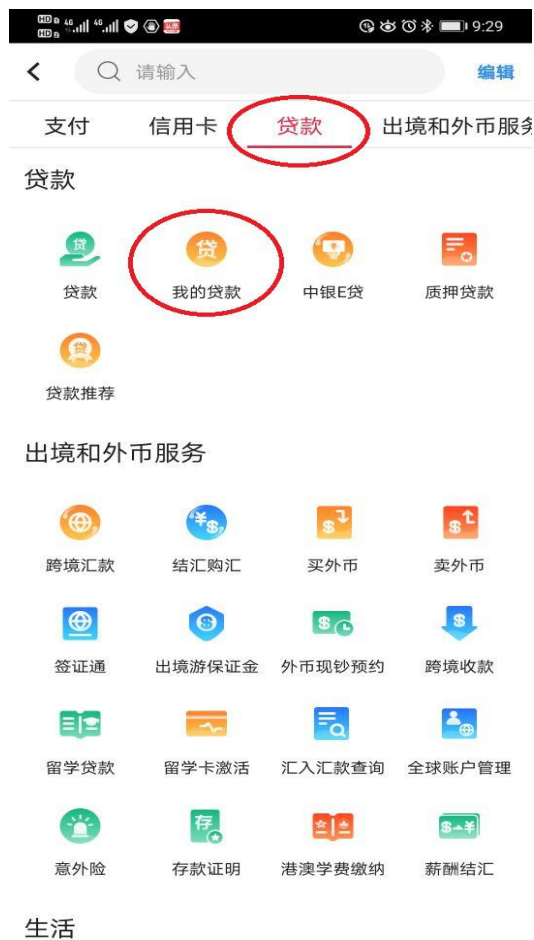 9:29
请输入 编辑
支付 信用卡 贷款 出境和外币服务
贷款
贷款 我的贷款 中银E贷 质押贷款
贷款推荐
出境和外币服务
跨境汇款 结汇购汇 买外币 卖外币
签证通 出境游保证金 外币现钞预约 跨境收款
留学贷款 留学卡激活 汇入汇款查询 全球账户管理
意外险 存款证明 港澳学费缴纳 薪酬结汇
生活